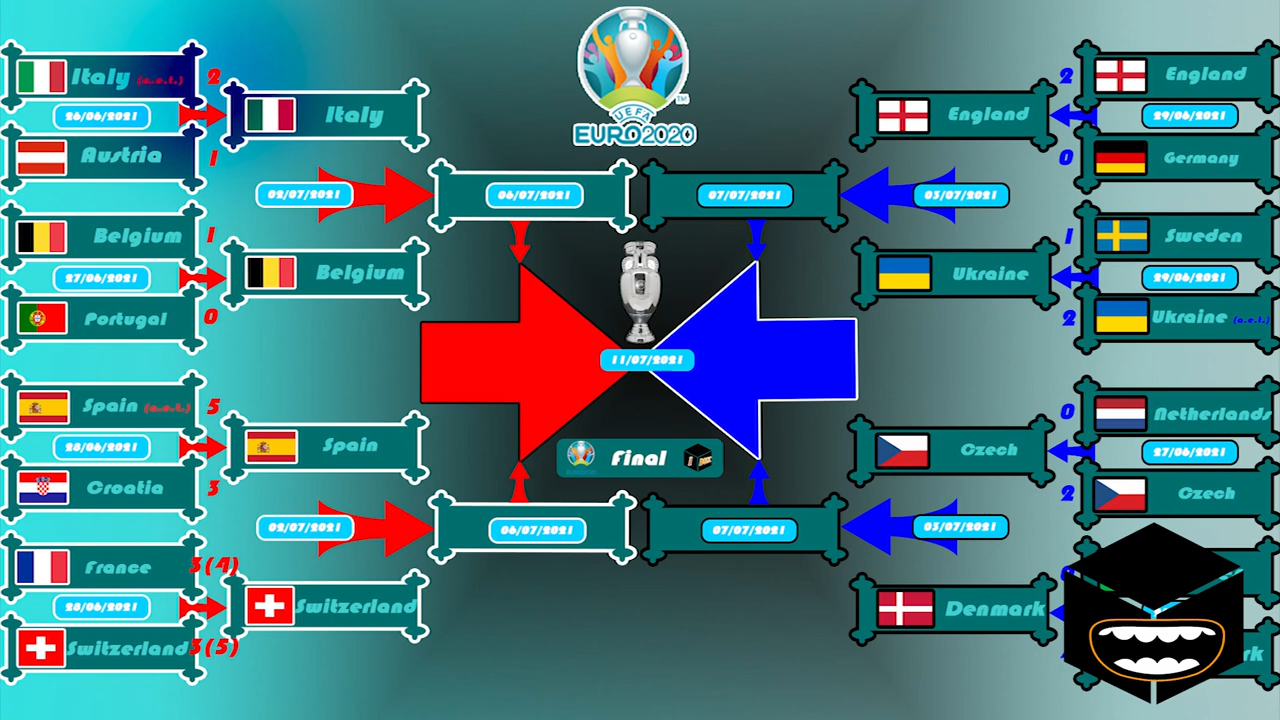 UEFA
EURO2020
TM
Italy (a.e.t.) 2
26/06/2021
Austria 1
Italy
02/07/2021
Belgium 1
27/06/2021
Portugal 0
Belgium
Spain (a.e.t.) 5
28/06/2021
Croatia 3
Spain
02/07/2021
France 3(4)
28/06/2021
Switzerland 3(5)
Switzerland
06/07/2021
06/07/2021
11/07/2021
Final
07/07/2021
07/07/2021
2 England
29/06/2021
0 Germany
England
03/07/2021
1 Sweden
29/06/2021
2 Ukraine (a.e.t.)
Ukraine
0 Netherlands
27/06/2021
2 Czech
Czech
03/07/2021
Denmark
rk